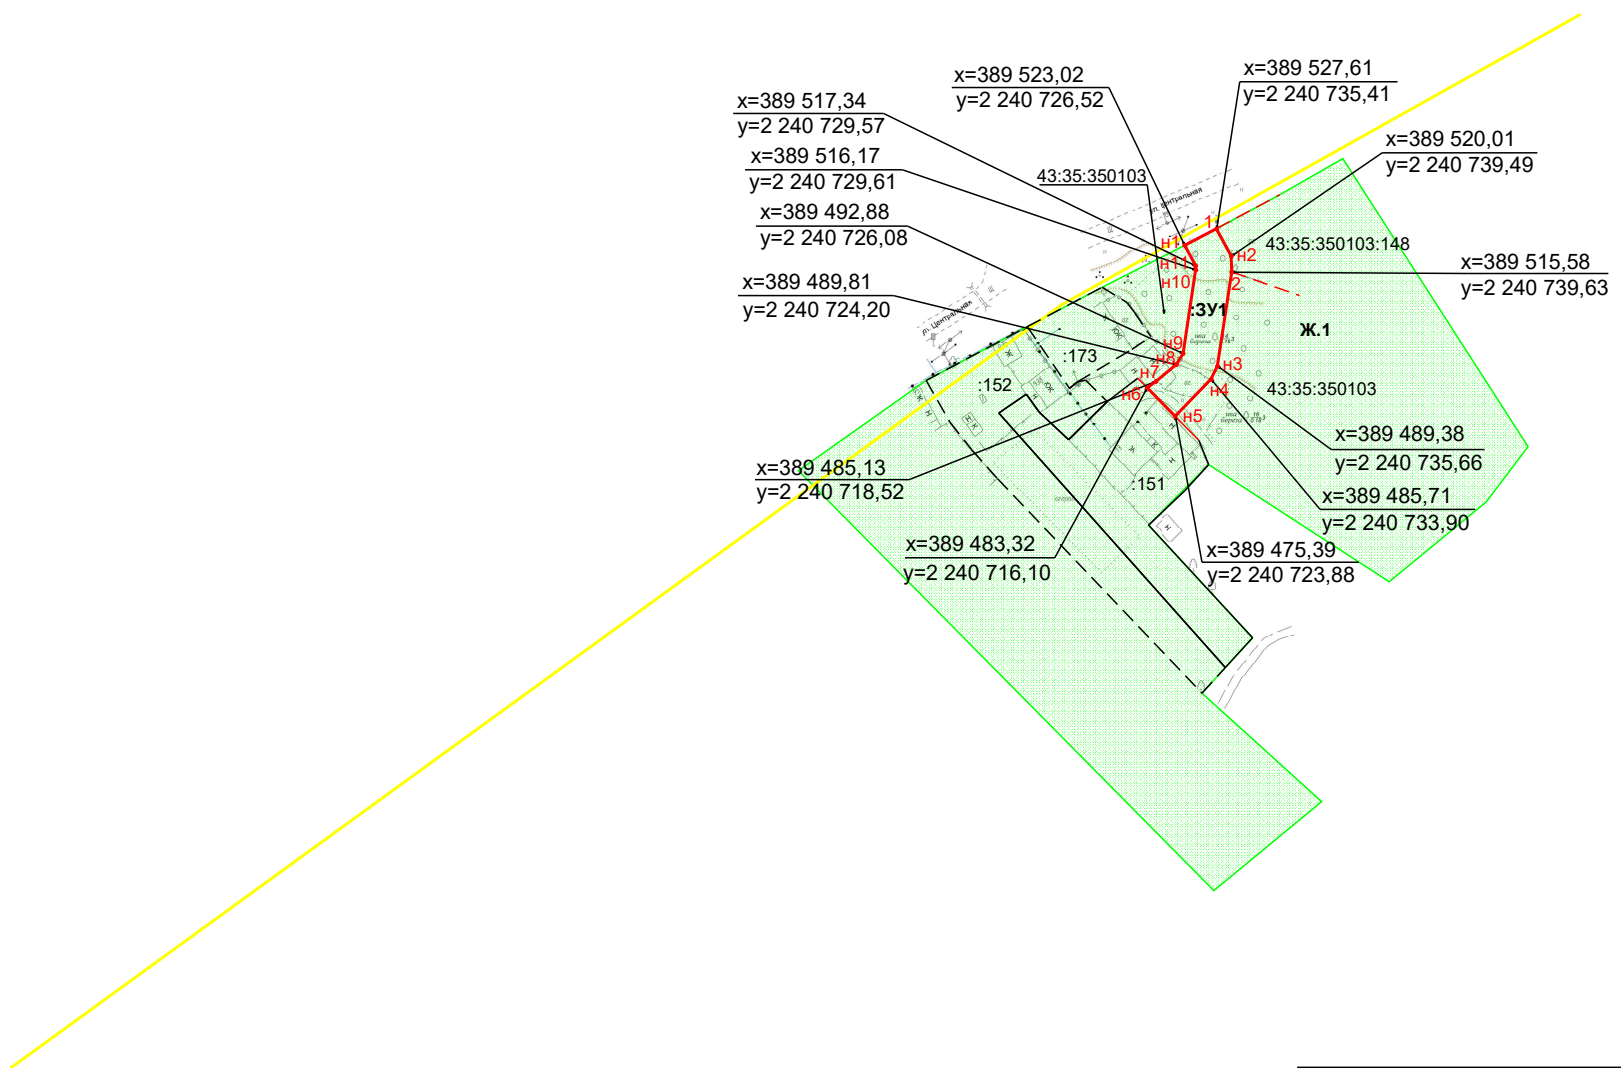 x=389 527,61
y=2 240 735,41
x=389 523,02
y=2 240 726,52
x=389 517,34
y=2 240 729,57
x=389 520,01
y=2 240 739,49
x=389 516,17
y=2 240 729,61
43:35:350103
ул. Центральная
x=389 492,88
y=2 240 726,08
1
н1
н2
43:35:350103:148
н11
н10
2
x=389 515,58
y=2 240 739,63
x=389 489,81
y=2 240 724,20
ул. Центральная
:ЗУ1
Ж.1
н9
н8
:173
н3
н7
:152
н6
н4
43:35:350103
н5
x=389 489,38
y=2 240 735,66
x=389 485,13
y=2 240 718,52
:151
x=389 485,71
y=2 240 733,90
x=389 483,32
y=2 240 716,10
x=389 475,39
y=2 240 723,88